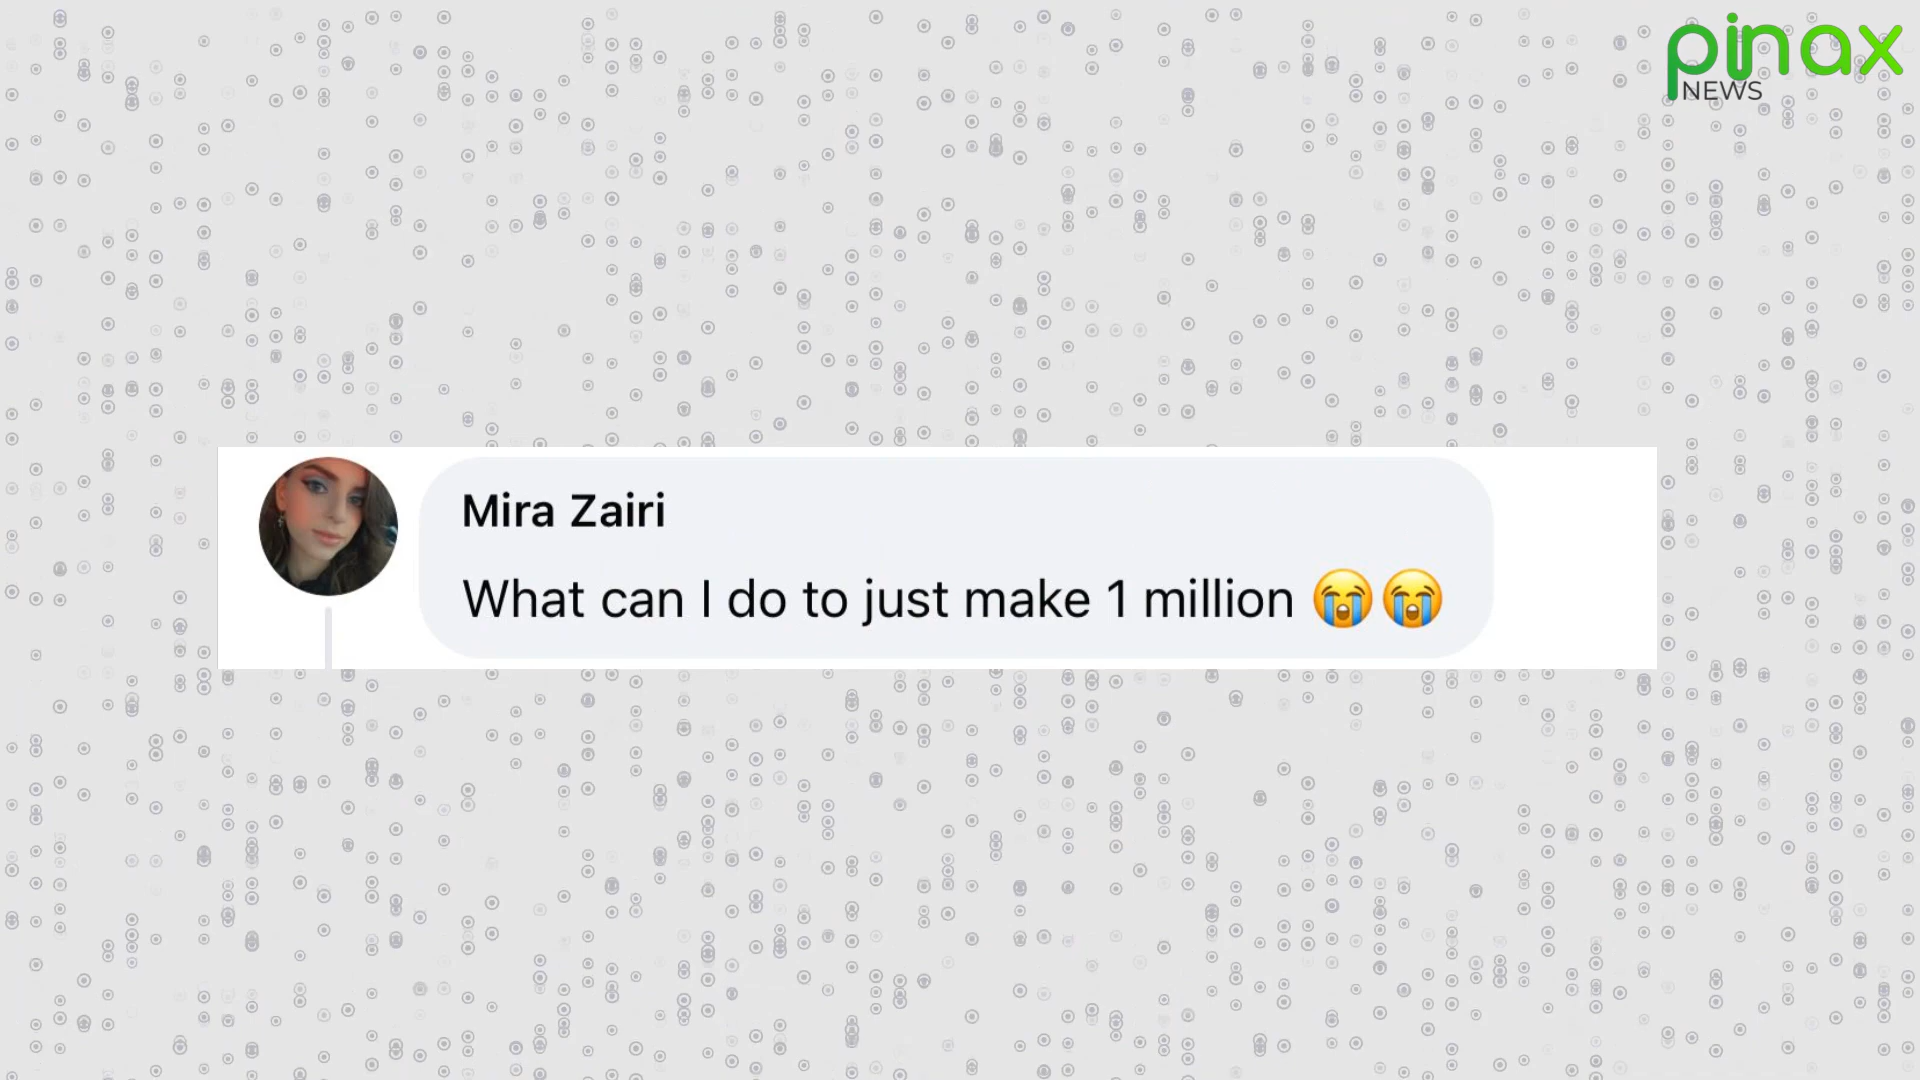 pinax
NEWS
Mira Zairi
What can I do to just make 1 million 😭😭